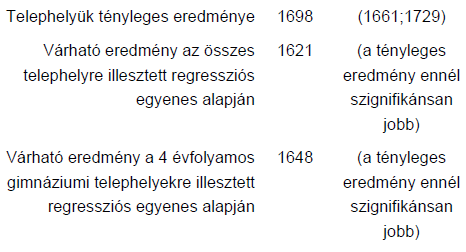 Telephelyük tényleges eredménye 1698 (1661;1729)
Várható eredmény az összes 1621 (a tényleges
telephelyre illesztett regressziós eredmény ennél
egyenes alapján szignifikánsan
jobb)
Várható eredmény a 4 évfolyamos 1648 (a tényleges
gimnáziumi telephelyekre illesztett eredmény ennél
regressziós egyenes alapján szignifikánsan
jobb)